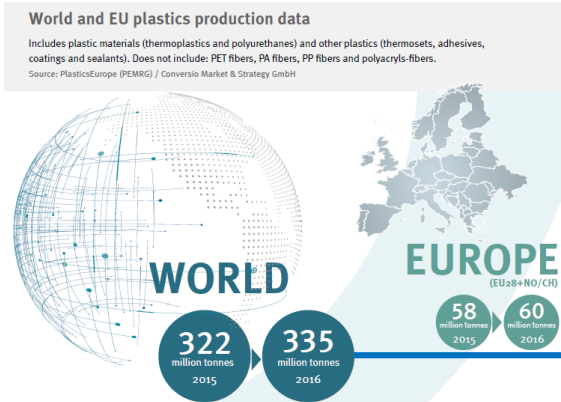 World and EU plastics production data
Includes plastic materials (thermoplastics and polyurethanes) and other plastics (thermosets, adhesives,
coatings and sealants). Does not include: PET fibers, PA fibers, PP fibers and polyacryls-fibers.
Source: PlasticsEurope (PEMRG) / Conversio Market & Strategy GmbH
WORLD
322
million tonnes
2015
335
million tonnes
2016
EUROPE
(EU28+NO/CH)
58
million tonnes
2015
60
million tonnes
2016